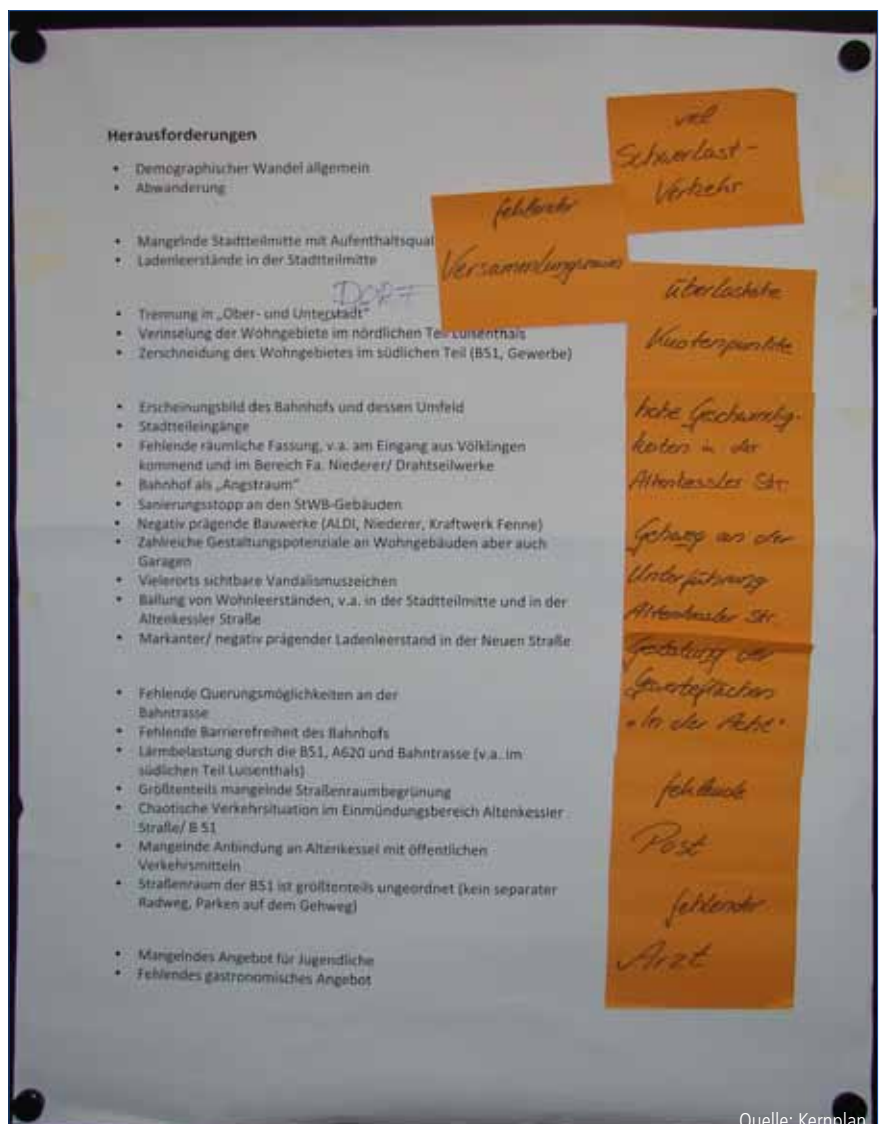 Herausforderungen
• Demographischer Wandel allgemein
• Abwanderung
• Mangelnde Stadtteilmitte mit Aufenthaltsqual
• Ladenleerstände in der Stadtteilmitte
DORF
• Trennung in „Ober- und Unterstadt“
• Verinselung der Wohngebiete im nördlichen Teil Luisenthals
• Zerschneidung des Wohngebietes im südlichen Teil (B51, Gewerbe)
• Erscheinungsbild des Bahnhofs und dessen Umfeld
• Stadtteileingänge
• Fehlende räumliche Fassung, v.a. am Eingang aus Völklingen
kommend und im Bereich Fa. Niederer/ Drahtseilwerke
• Bahnhof als „Angstraum“
• Sanierungsstopp an den StWB-Gebäuden
• Negativ prägende Bauwerke (ALDI, Niederer, Kraftwerk Fenne)
• Zahlreiche Gestaltungspotenziale an Wohngebäuden aber auch
Garagen
• Vielerorts sichtbare Vandalismuszeichen
• Ballung von Wohnleerständen, v.a. in der Stadtteilmitte und in der
Altenkessler Straße
• Markanter/ negativ prägender Ladenleerstand in der Neuen Straße
• Fehlende Querungsmöglichkeiten an der
Bahntrasse
• Fehlende Barrierefreiheit des Bahnhofs
• Lärmbelastung durch die B51, A620 und Bahntrasse (v.a. im
südlichen Teil Luisenthals)
• Größtenteils mangelnde Straßenraumbegrünung
• Chaotische Verkehrsituation im Einmündungsbereich Altenkessler
Straße/ B 51
• Mangelnde Anbindung an Altenkessel mit öffentlichen
Verkehrsmitteln
• Straßenraum der B51 ist größtenteils ungeordnet (kein separater
Radweg, Parken auf dem Gehweg)
• Mangelndes Angebot für Jugendliche
• Fehlendes gastronomisches Angebot
viel
Schwerlast-
Verkehr
fehlender
Versammlungsraum
überlastete
Knotenpunkte
hohe Geschwindig-
keiten in der
Altenkessler Str.
Gehweg an der
Unterführung
Altenkessler Str.
Gestaltung der
Gewerbeflächen
"In der Acht"
fehlende
Post
fehlender
Arzt
Quelle: Kernplan